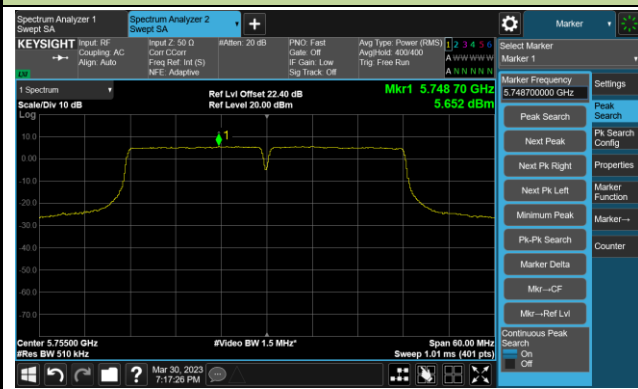 Spectrum Analyzer 1
Swept SA
Spectrum Analyzer 2
Swept SA
+
Marker
KEYSIGHT
Input: RF
Coupling: AC
Align: Auto
Input Z: 50 Ω
Corr CCorr
Freq Ref: Int (S)
NFE: Adaptive
#Atten: 20 dB
PNO: Fast
Gate: Off
IF Gain: Low
Sig Track: Off
Avg Type: Power (RMS)
Avg|Hold: 400/400
Trig: Free Run
1 2 3 4 5 6
A W W W W W
A N N N N N
Select Marker
Marker 1
1 Spectrum
Scale/Div 10 dB
Log
Ref Lvl Offset 22.40 dB
Ref Level 20.00 dBm
Mkr1 5.748 70 GHz
5.652 dBm
1
10.0
0.00
-10.0
-20.0
-30.0
-40.0
-50.0
-60.0
-70.0
Center 5.75500 GHz
#Res BW 510 kHz
#Video BW 1.5 MHz*
Span 60.00 MHz
Sweep 1.01 ms (401 pts)
Marker Frequency
5.748700000 GHz
Peak Search
Next Peak
Next Pk Right
Next Pk Left
Minimum Peak
Pk-Pk Search
Marker Delta
Mkr→CF
Mkr→Ref Lvl
Continuous Peak
Search
On
Off
Settings
Peak
Search
Pk Search
Config
Properties
Marker
Function
Marker→
Counter
?
Mar 30, 2023
7:17:26 PM